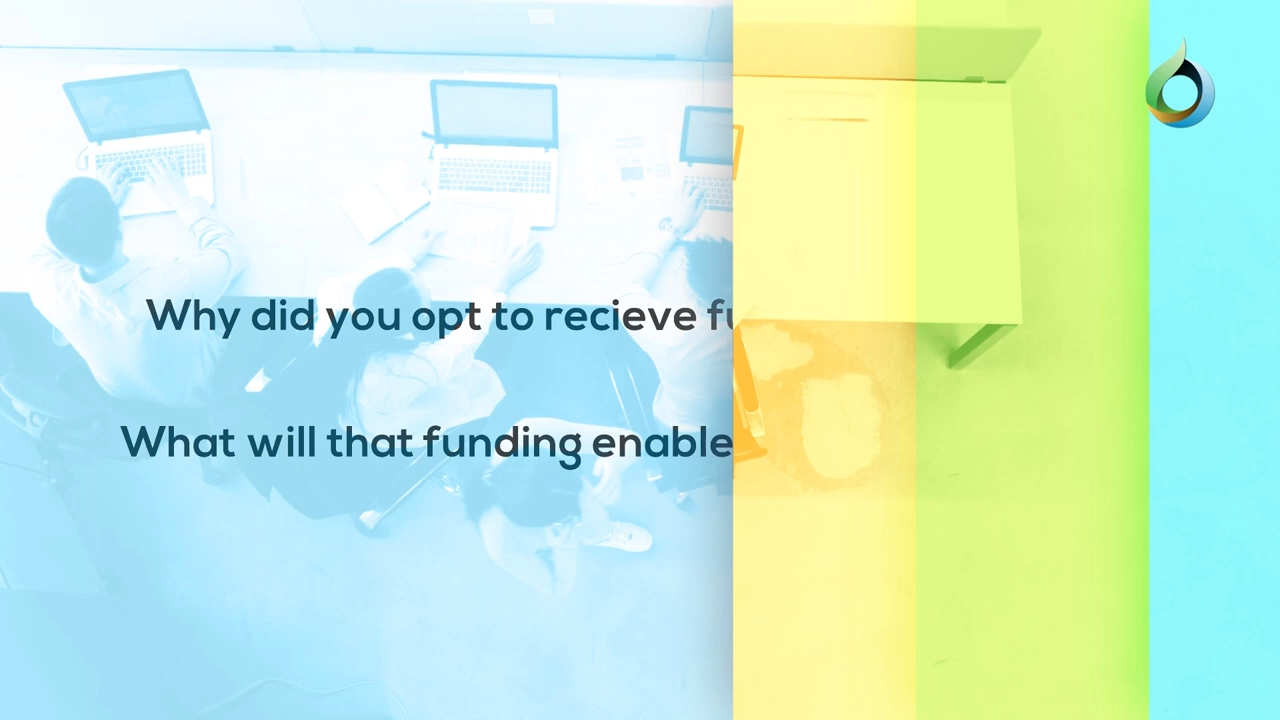 Why did you opt to recieve
What will that funding enable